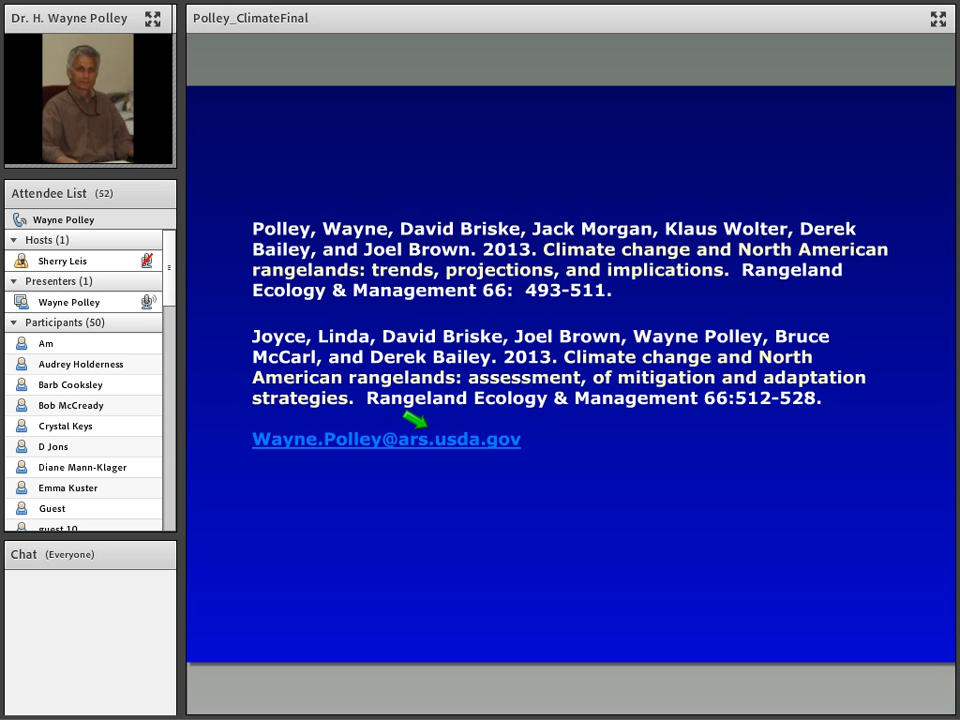 Dr. H. Wayne Polley
Attendee List (52)
Wayne Polley
Hosts (1)
Sherry Leis
Presenters (1)
Wayne Polley
Participants (50)
Am
Audrey Holderness
Barb Cooksley
Bob McCready
Crystal Keys
D Jons
Diane Mann-Klager
Emma Kuster
Guest
guest 10
Chat (Everyone)
Polley_ClimateFinal
Polley, Wayne, David Briske, Jack Morgan, Klaus Wolter, Derek
Bailey, and Joel Brown. 2013. Climate change and North American
rangelands: trends, projections, and implications. Rangeland
Ecology & Management 66: 493-511.
Joyce, Linda, David Briske, Joel Brown, Wayne Polley, Bruce
McCarl, and Derek Bailey. 2013. Climate change and North
American rangelands: assessment, of mitigation and adaptation
strategies. Rangeland Ecology & Management 66:512-528.
Wayne.Polley@ars.usda.gov